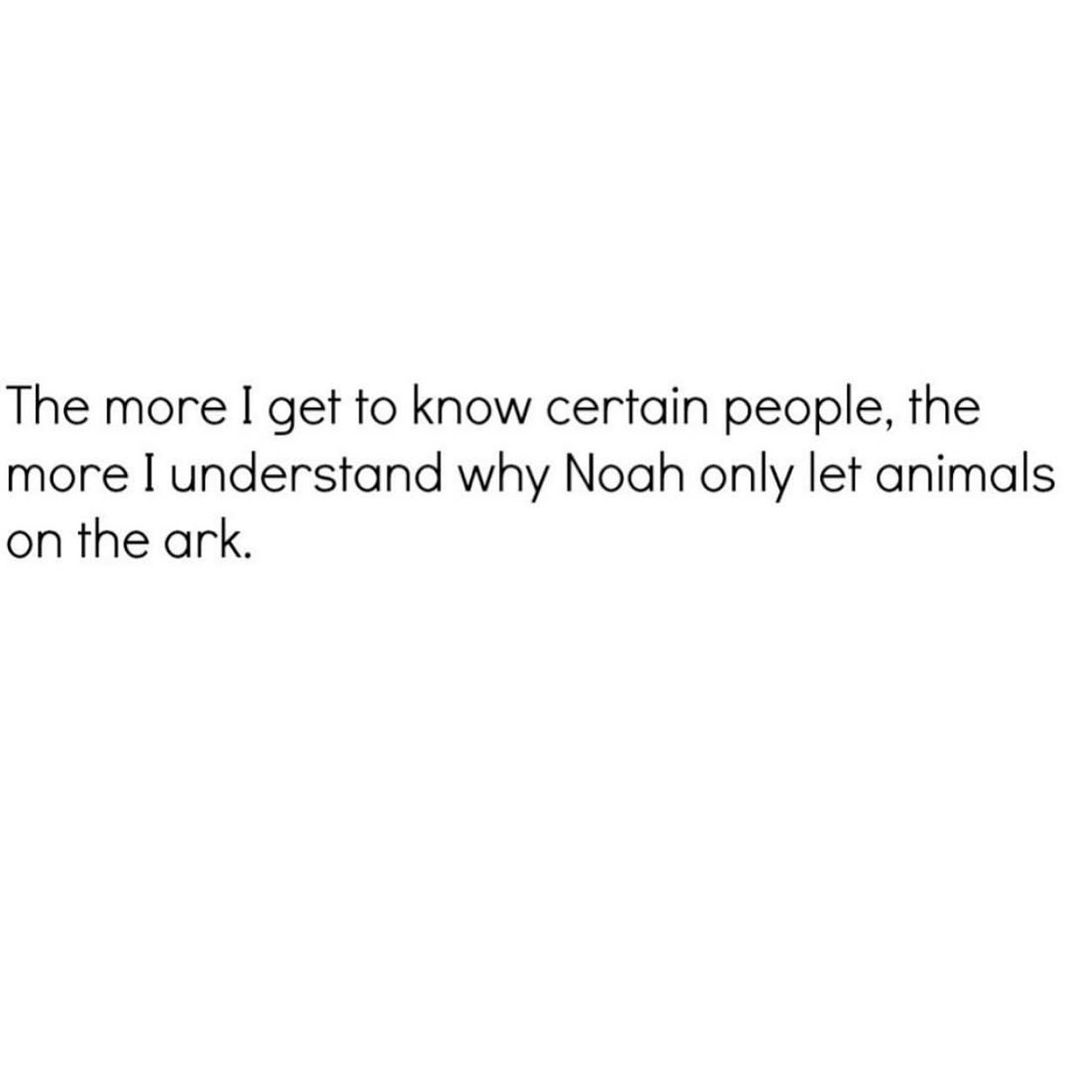 The more I get to know certain people, the
more I understand why Noah only let animals
on the ark.